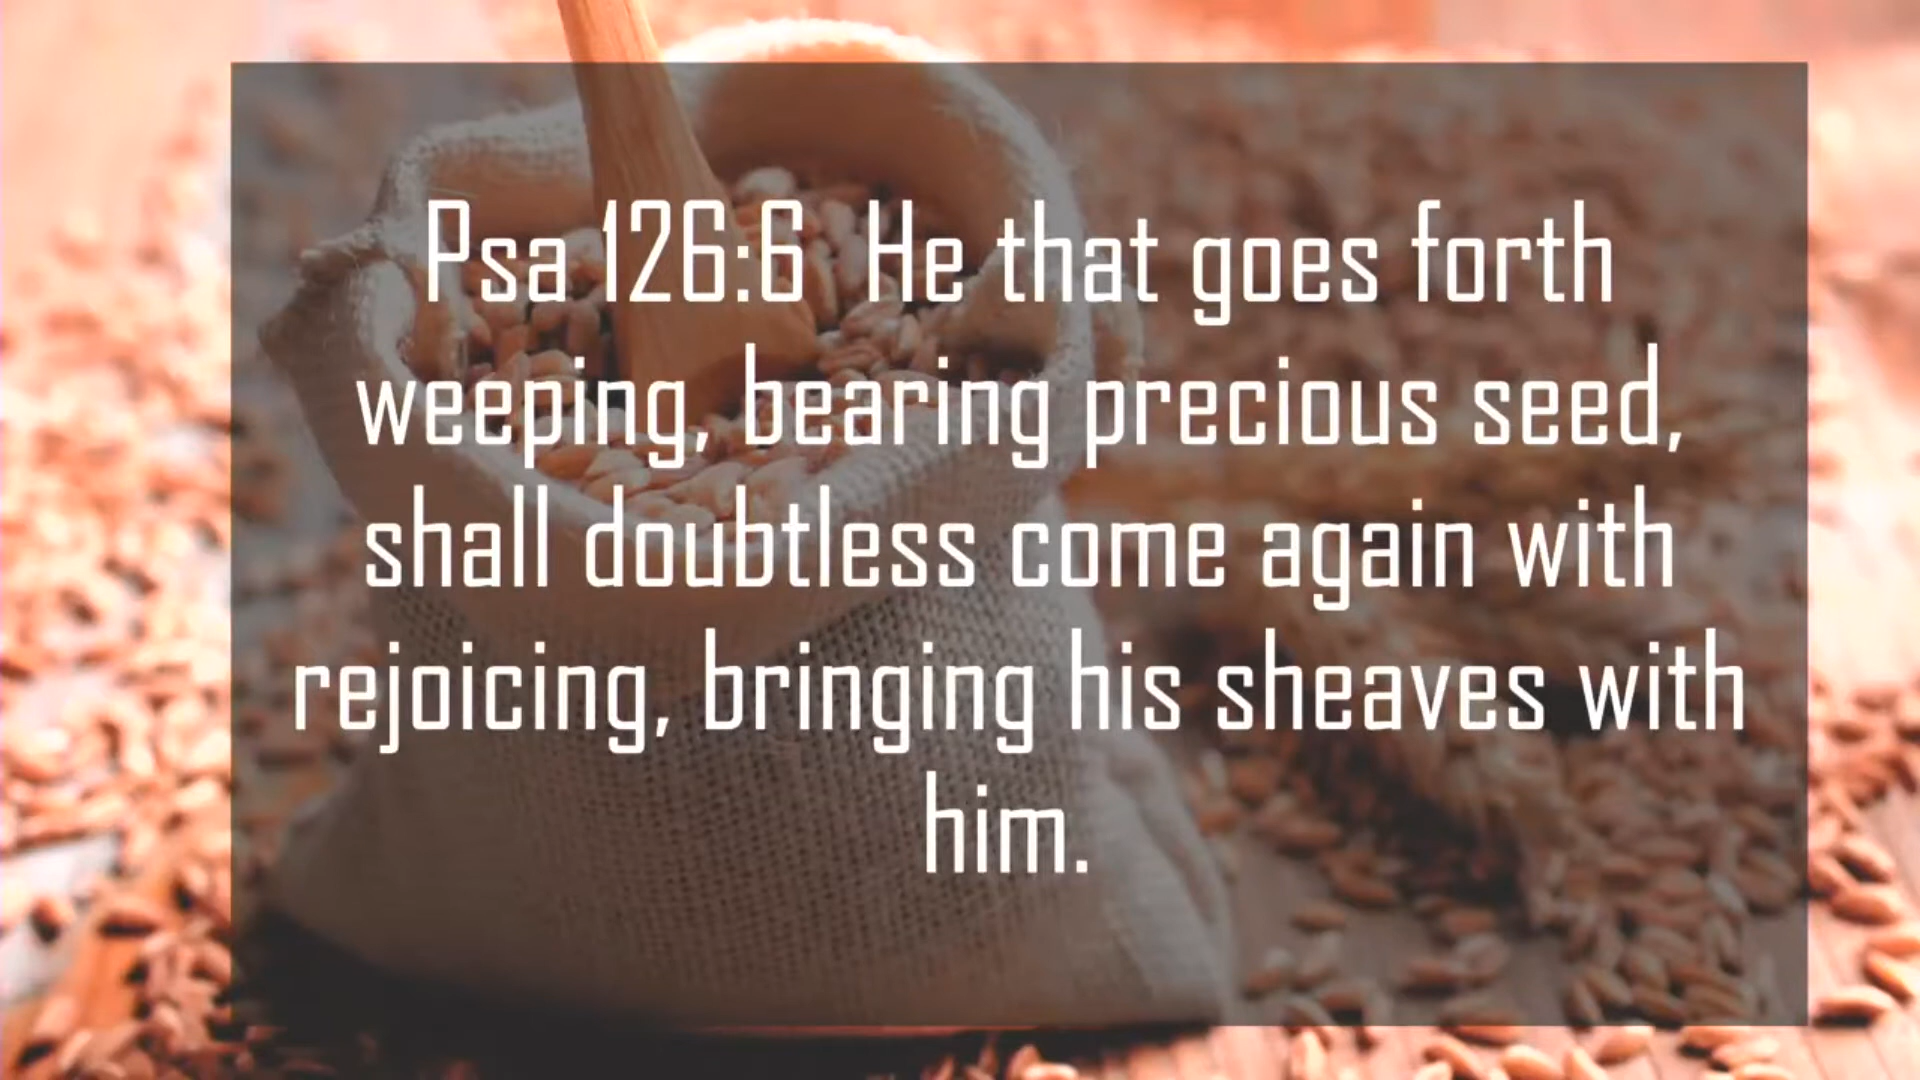 Psa 126:6  He that goes forth
weeping, bearing precious seed,
shall doubtless come again with
rejoicing, bringing his sheaves with
him.